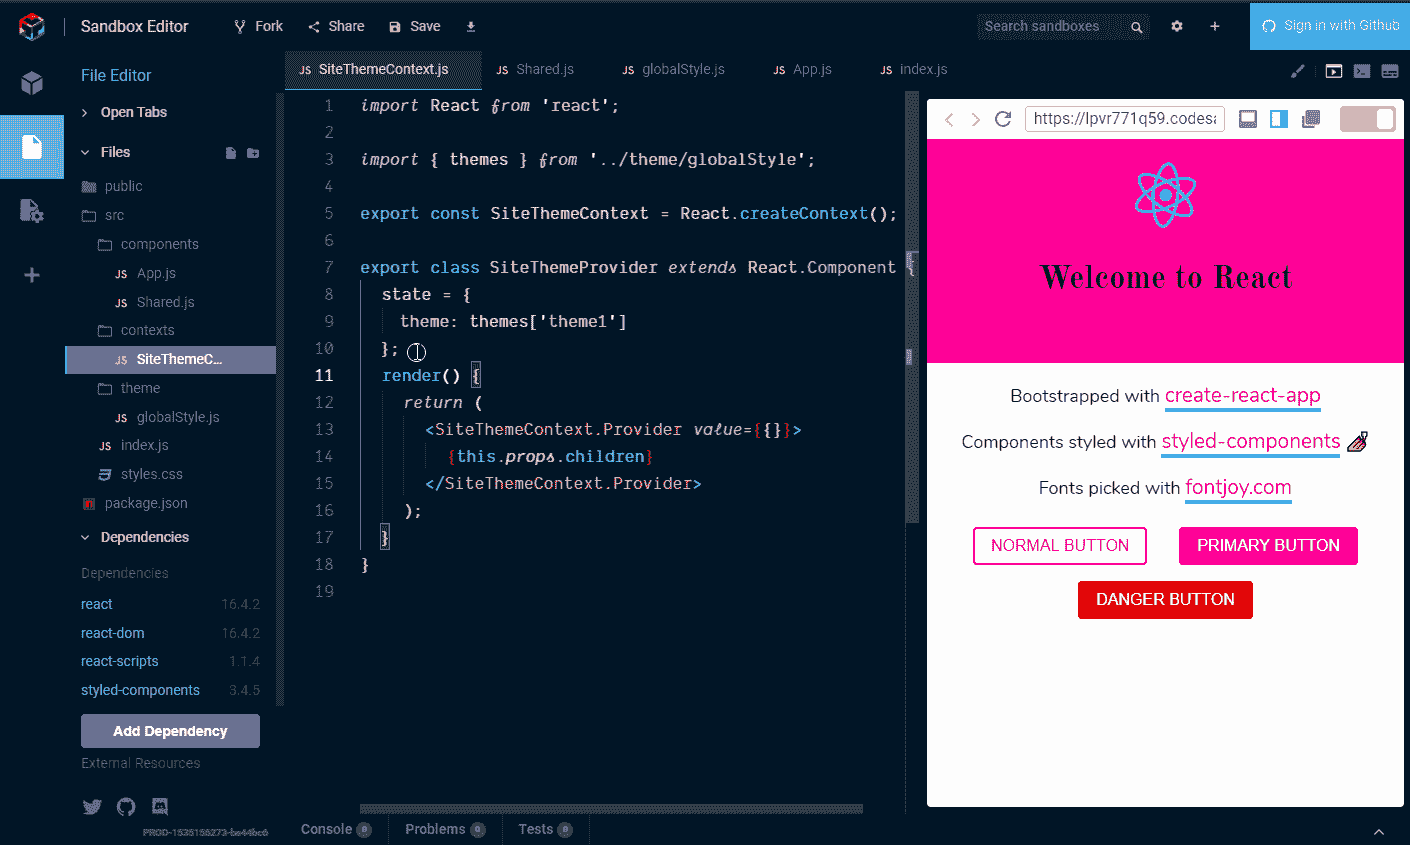 Sandbox Editor
Fork
Share
Save
Search sandboxes
Sign in with Github
File Editor
Open Tabs
Files
public
src
components
JS App.js
JS Shared.js
contexts
JS SiteThemeC...
theme
JS globalStyle.js
JS index.js
styles.css
package.json
Dependencies
Dependencies
react 16.4.2
react-dom 16.4.2
react-scripts 1.1.4
styled-components 3.4.5
Add Dependency
External Resources
PROD-1535156273-be44bc6
JS SiteThemeContext.js
JS Shared.js
JS globalStyle.js
JS App.js
JS index.js
1 import React from 'react';
2
3 import { themes } from '../theme/globalStyle';
4
5 export const SiteThemeContext = React.createContext();
6
7 export class SiteThemeProvider extends React.Component {
8 state = {
9 theme: themes['theme1']
10 };
11 render() {
12 return (
13 <SiteThemeContext.Provider value={{}}>
14 {this.props.children}
15 </SiteThemeContext.Provider>
16 );
17 }
18 }
19
Console 0
Problems 0
Tests 0
https://lpvr771q59.codesa
Welcome to React
Bootstrapped with create-react-app
Components styled with styled-components 💅
Fonts picked with fontjoy.com
NORMAL BUTTON
PRIMARY BUTTON
DANGER BUTTON